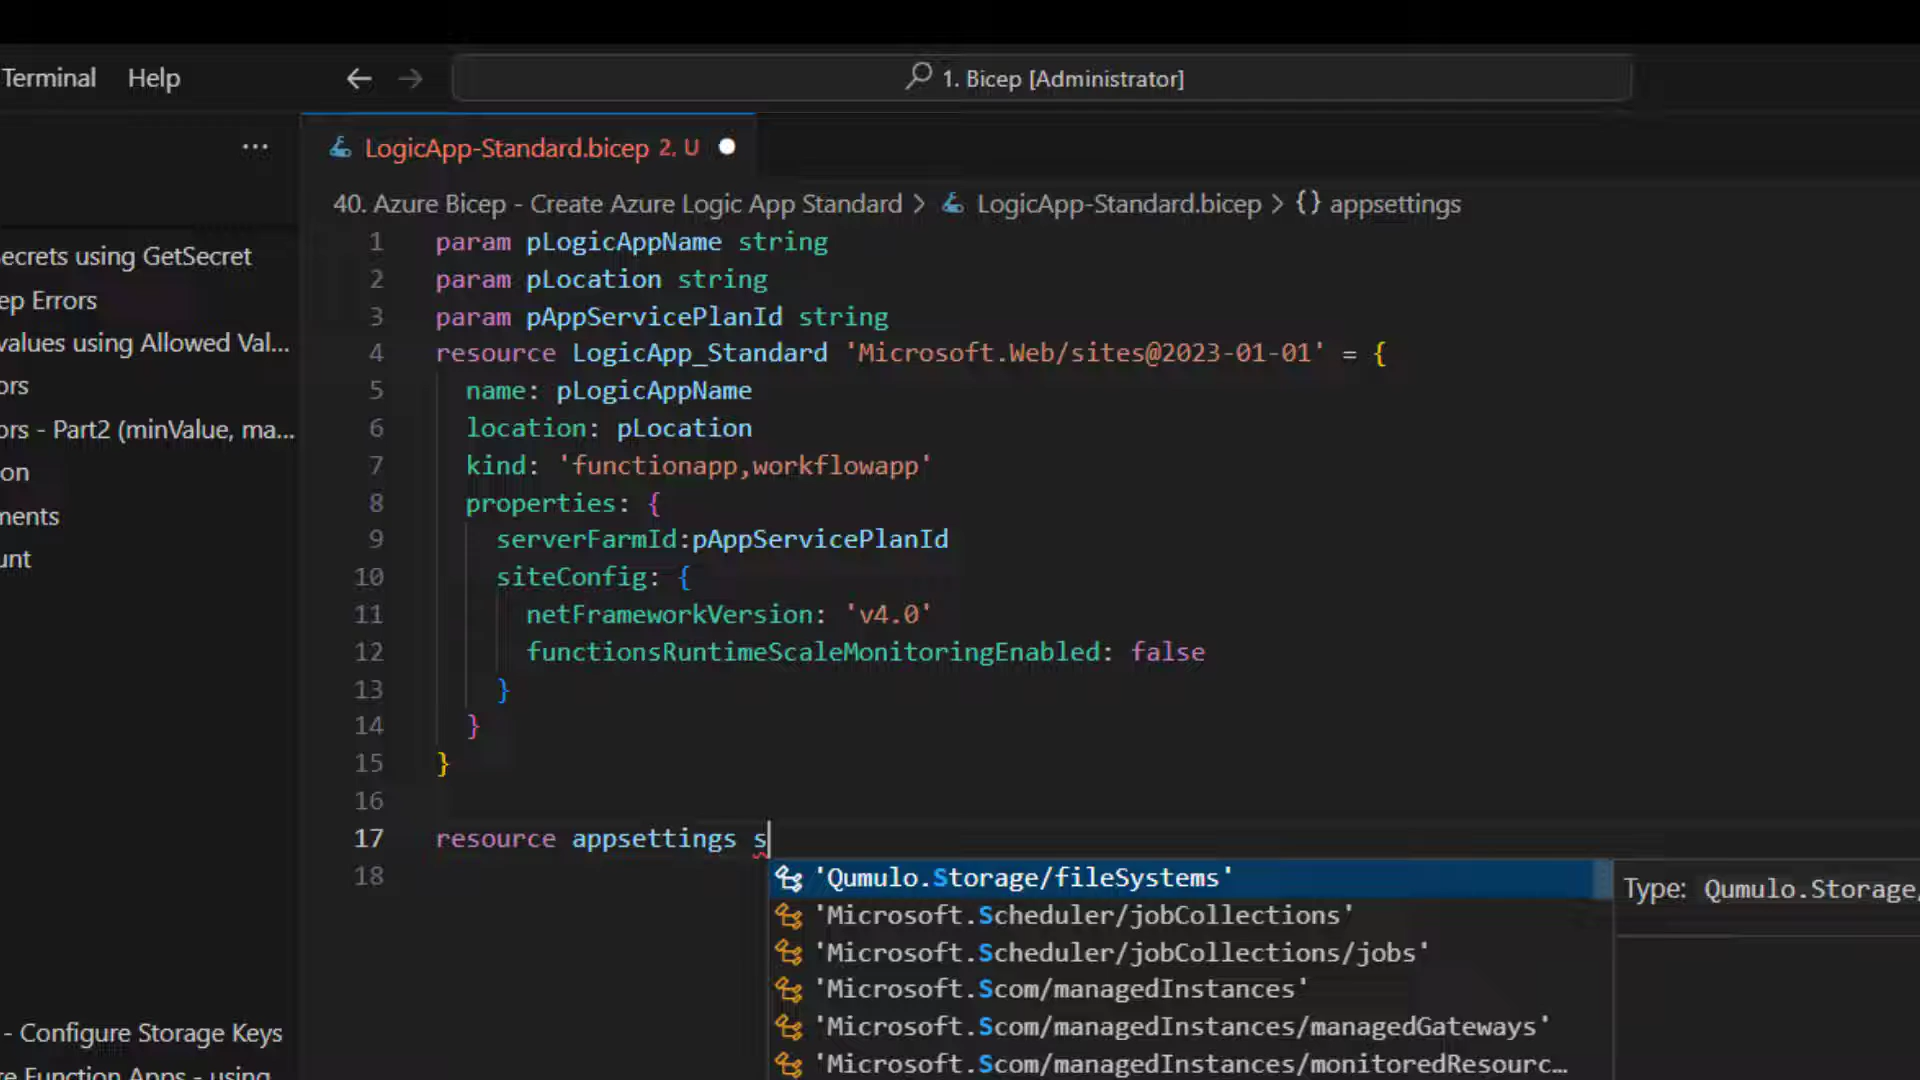 Terminal Help
1. Bicep [Administrator]
...
LogicApp-Standard.bicep 2, U
40. Azure Bicep - Create Azure Logic App Standard > LogicApp-Standard.bicep > {} appsettings
ecrets using GetSecret
ep Errors
values using Allowed Val...
ors
ors - Part2 (minValue, ma...
on
ments
unt
- Configure Storage Keys
re Function Apps - using
1 param pLogicAppName string
2 param pLocation string
3 param pAppServicePlanId string
4 resource LogicApp_Standard 'Microsoft.Web/sites@2023-01-01' = {
5 name: pLogicAppName
6 location: pLocation
7 kind: 'functionapp,workflowapp'
8 properties: {
9 serverFarmId:pAppServicePlanId
10 siteConfig: {
11 netFrameworkVersion: 'v4.0'
12 functionsRuntimeScaleMonitoringEnabled: false
13 }
14 }
15 }
16
17 resource appsettings s
18
'Qumulo.Storage/fileSystems'
'Microsoft.Scheduler/jobCollections'
'Microsoft.Scheduler/jobCollections/jobs'
'Microsoft.Scom/managedInstances'
'Microsoft.Scom/managedInstances/managedGateways'
'Microsoft.Scom/managedInstances/monitoredResourc...
Type: Qumulo.Storage/